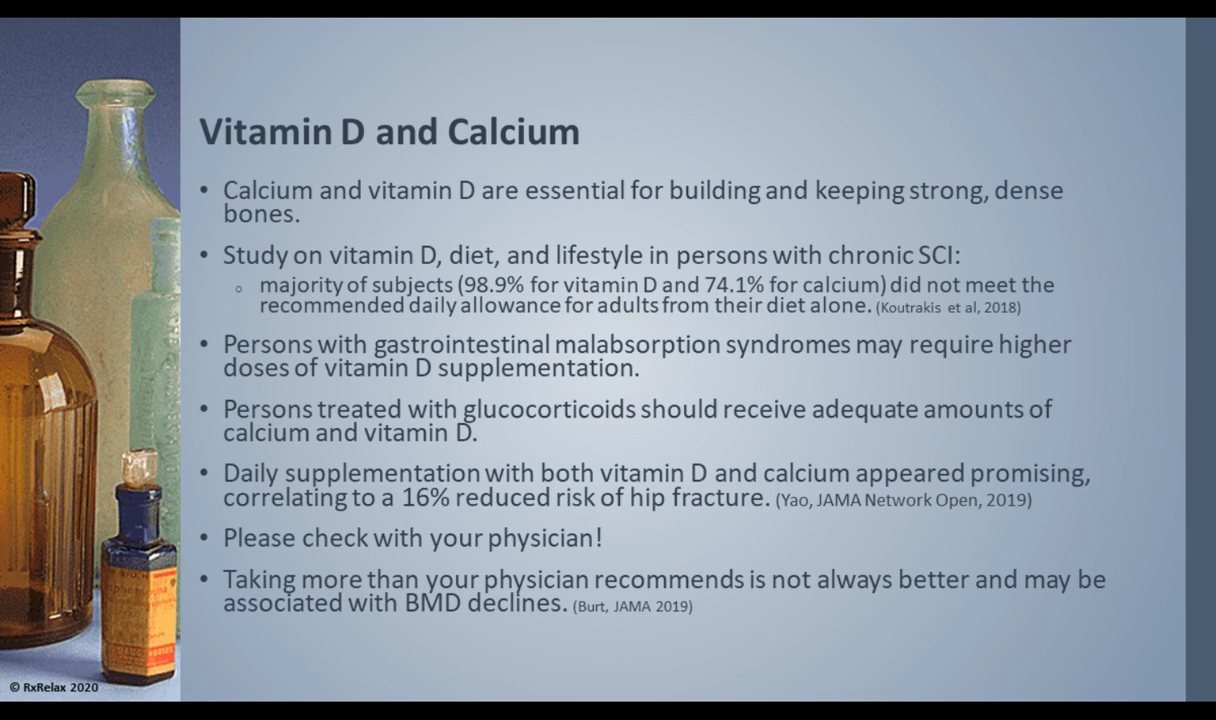 Vitamin D and Calcium
• Calcium and vitamin D are essential for building and keeping strong, dense
bones.
• Study on vitamin D, diet, and lifestyle in persons with chronic SCI:
o majority of subjects (98.9% for vitamin D and 74.1% for calcium) did not meet the
recommended daily allowance for adults from their diet alone. (Koutrakis et al, 2018)
• Persons with gastrointestinal malabsorption syndromes may require higher
doses of vitamin D supplementation.
• Persons treated with glucocorticoids should receive adequate amounts of
calcium and vitamin D.
• Daily supplementation with both vitamin D and calcium appeared promising,
correlating to a 16% reduced risk of hip fracture. (Yao, JAMA Network Open, 2019)
• Please check with your physician!
• Taking more than your physician recommends is not always better and may be
associated with BMD declines. (Burt, JAMA 2019)
© RxRelax 2020